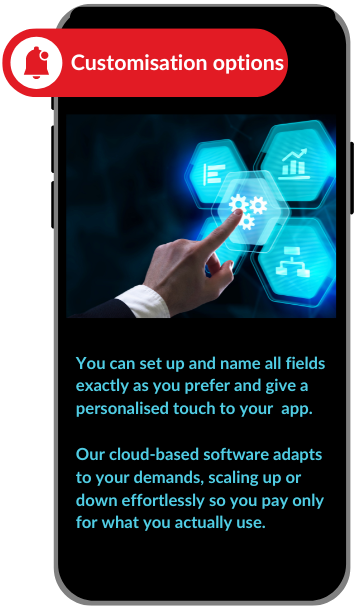 Customisation options
You can set up and name all fields
exactly as you prefer and give a
personalised touch to your  app.
Our cloud-based software adapts
to your demands, scaling up or
down effortlessly so you pay only
for what you actually use.